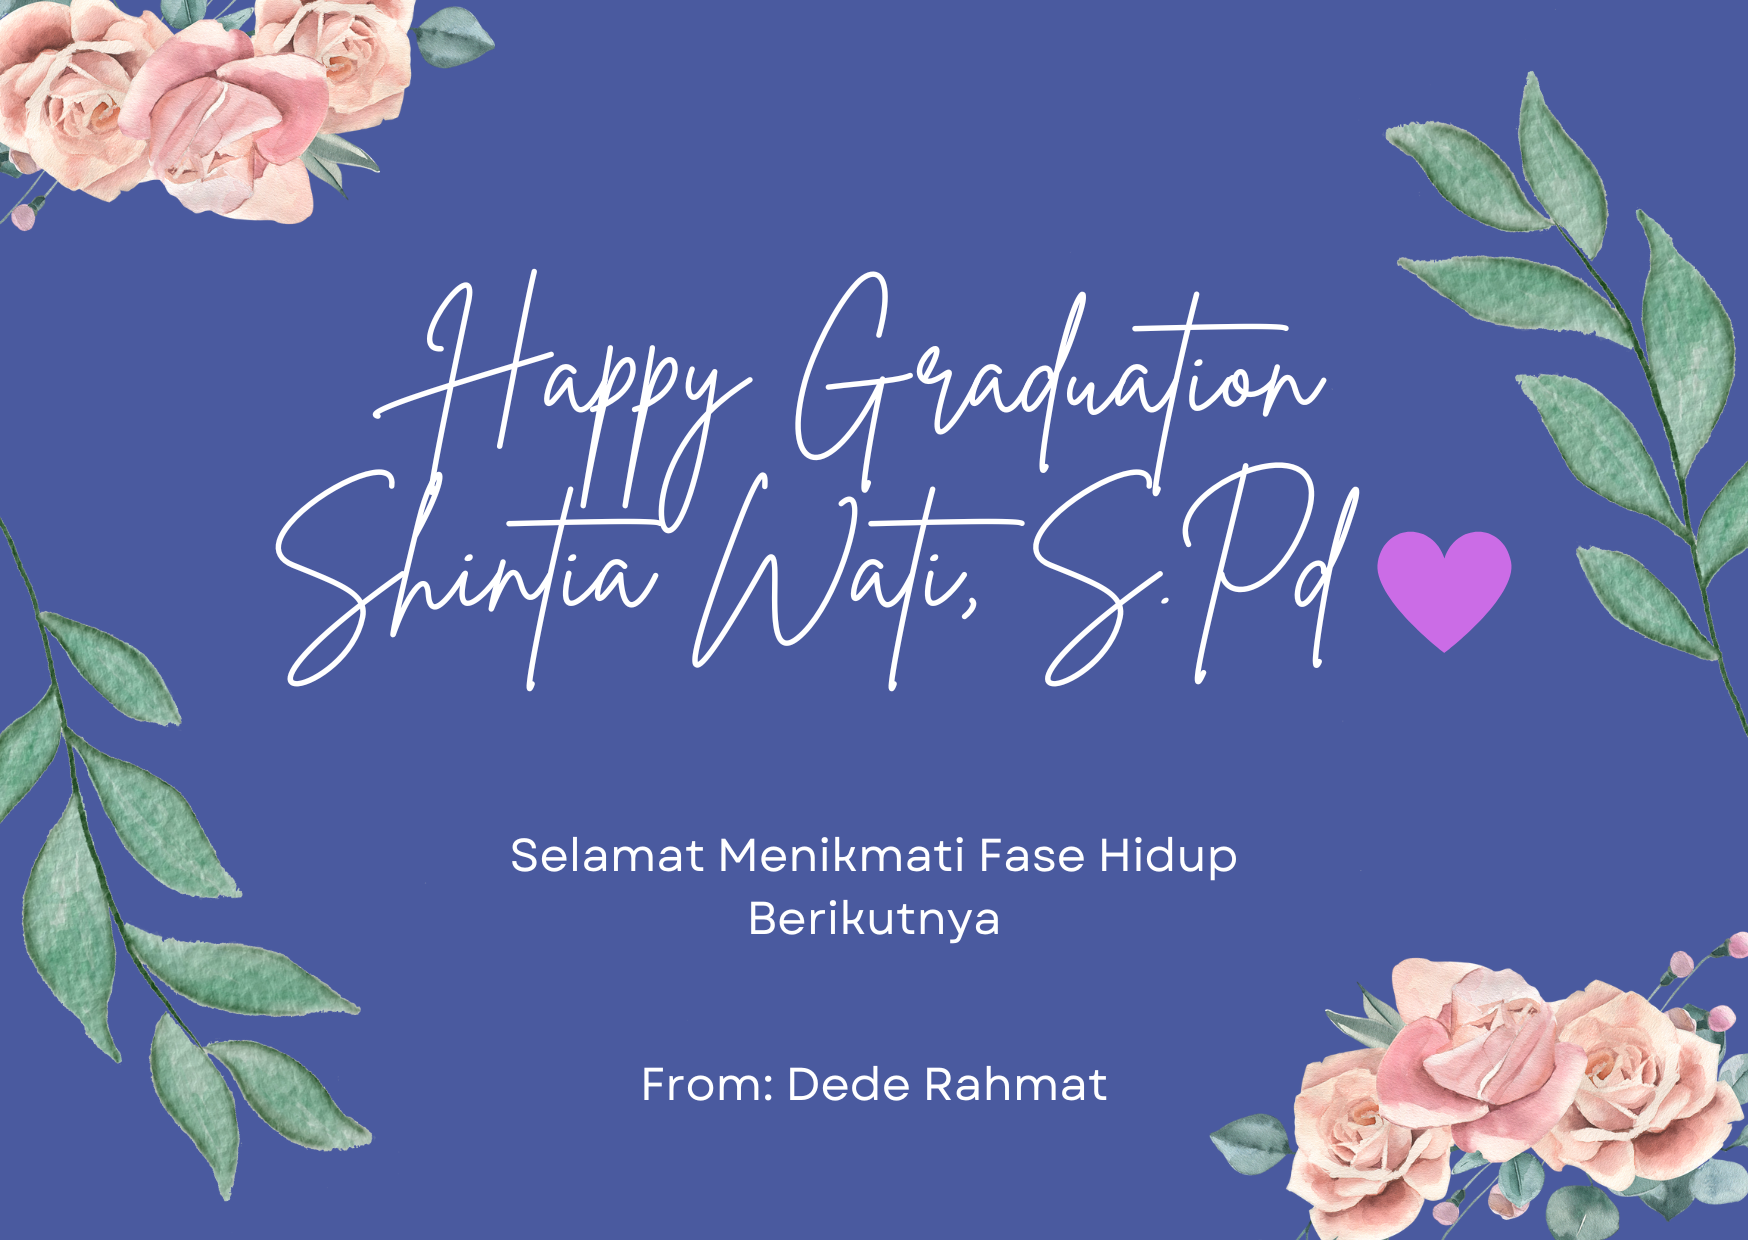 Happy Graduation
Shintia Wati, S.Pd
Selamat Menikmati Fase Hidup
Berikutnya
From: Dede Rahmat